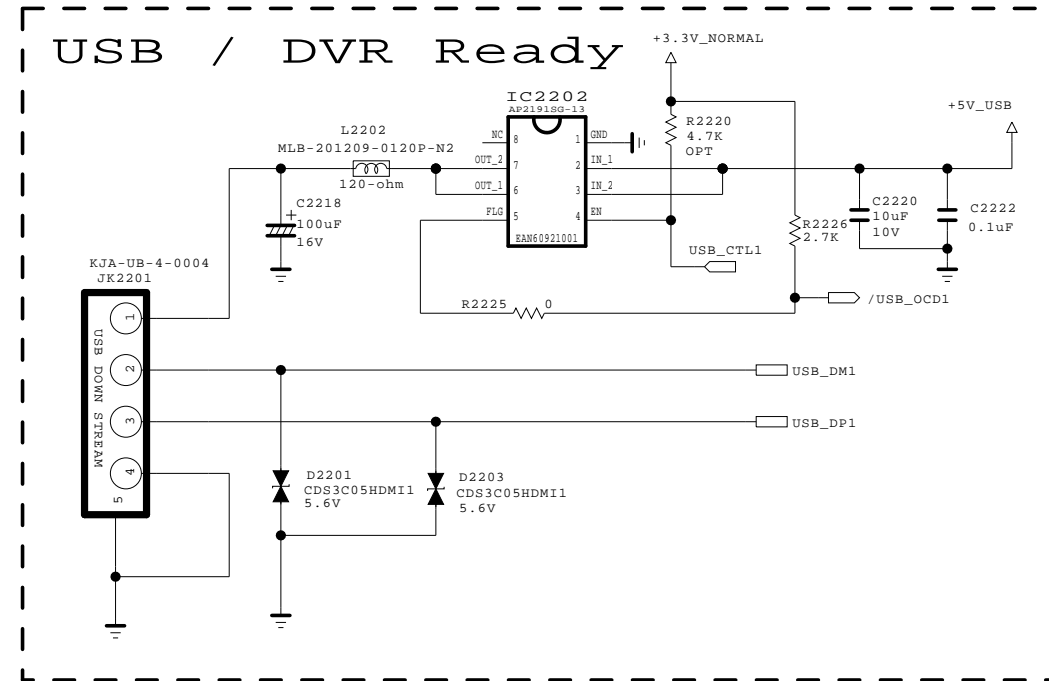 USB / DVR Ready
+3.3V_NORMAL
+5V_USB
IC2202
AP2191SG-13
L2202
MLB-201209-0120P-N2
120-ohm
NC
8
1
GND
OUT_2
7
2
IN_1
OUT_1
6
3
IN_2
FLG
5
4
EN
EAN60921001
R2220
4.7K
OPT
C2218
+
100uF
16V
R2226
2.7K
C2220
10uF
10V
C2222
0.1uF
USB_CTL1
/USB_OCD1
R2225
0
KJA-UB-4-0004
JK2201
1
2
3
4
5
USB DOWN STREAM
USB_DM1
USB_DP1
D2201
CDS3C05HDMI1
5.6V
D2203
CDS3C05HDMI1
5.6V